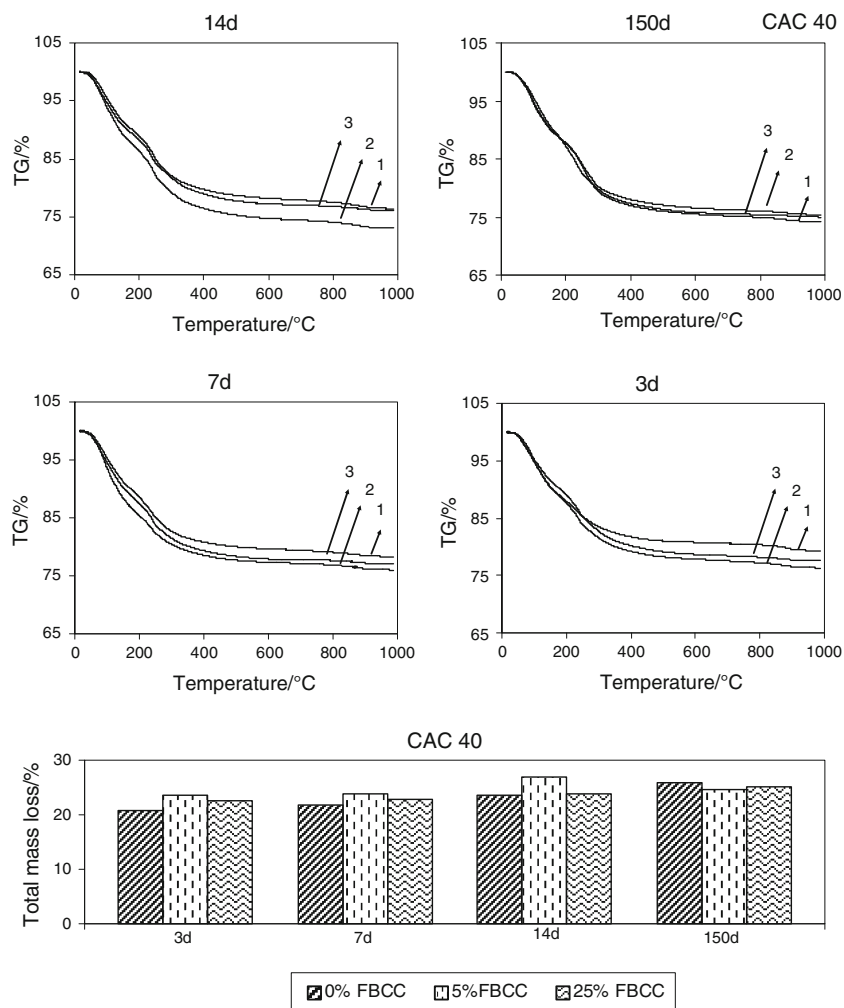 14d
150d
CAC 40
105
95
85
75
65
TG/%
3
2
1
0 200 400 600 800 1000
Temperature/°C
105
95
85
75
65
TG/%
3
2
1
0 200 400 600 800 1000
Temperature/°C
7d
3d
105
95
85
75
65
TG/%
3
2
1
0 200 400 600 800 1000
Temperature/°C
105
95
85
75
65
TG/%
3
2
1
0 200 400 600 800 1000
Temperature/°C
CAC 40
30
20
10
0
Total mass loss/%
3d 7d 14d 150d
0% FBCC 5%FBCC 25% FBCC